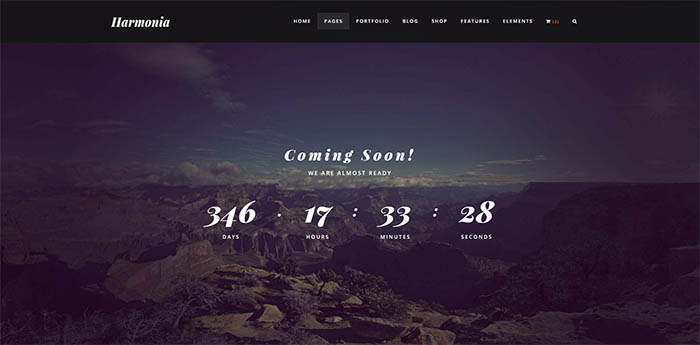 Harmonia HOME PAGES PORTFOLIO BLOG SHOP FEATURES ELEMENTS
Coming Soon!
WE ARE ALMOST READY
346 : 17 : 33 : 28
DAYS HOURS MINUTES SECONDS